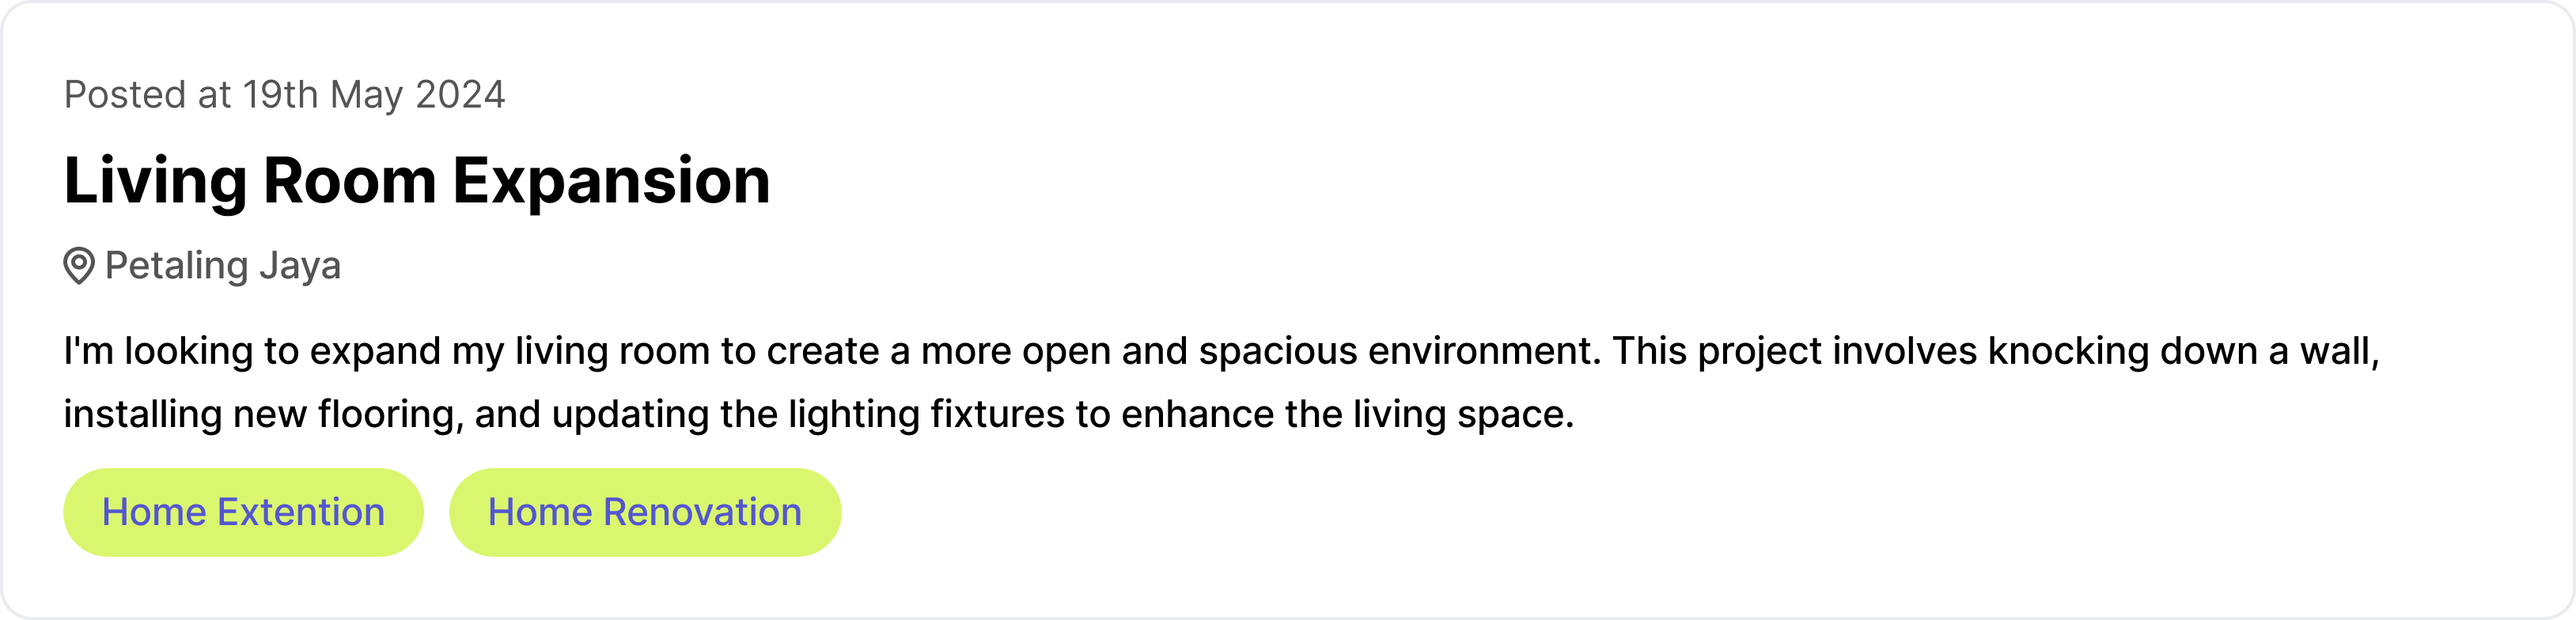 Posted at 19th May 2024
Living Room Expansion
Petaling Jaya
I'm looking to expand my living room to create a more open and spacious environment. This project involves knocking down a wall,
installing new flooring, and updating the lighting fixtures to enhance the living space.
Home Extention
Home Renovation